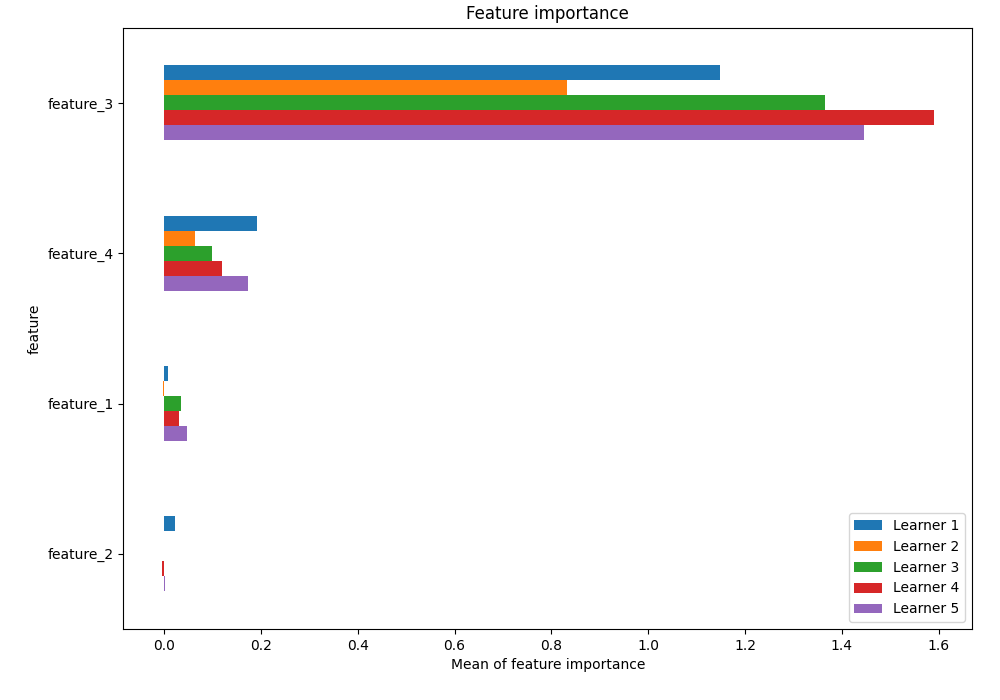 Feature importance
feature_3
feature_4
feature_1
feature_2
feature
0.0 0.2 0.4 0.6 0.8 1.0 1.2 1.4 1.6
Mean of feature importance
Learner 1
Learner 2
Learner 3
Learner 4
Learner 5